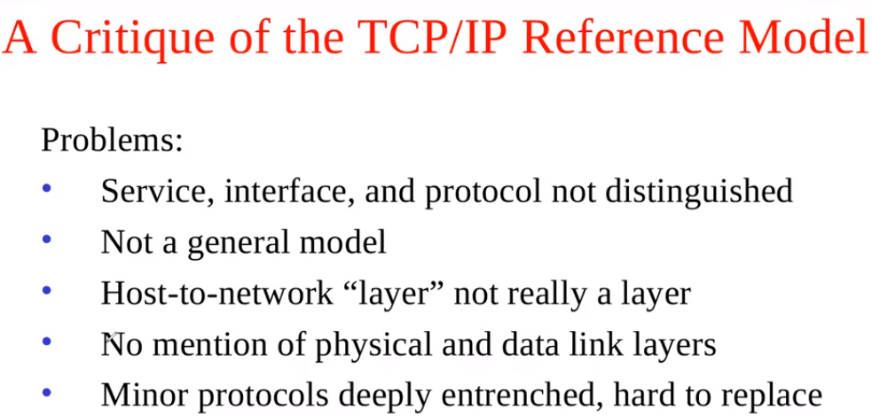 A Critique of the TCP/IP Reference Model
Problems:
• Service, interface, and protocol not distinguished
• Not a general model
• Host-to-network “layer” not really a layer
• No mention of physical and data link layers
• Minor protocols deeply entrenched, hard to replace